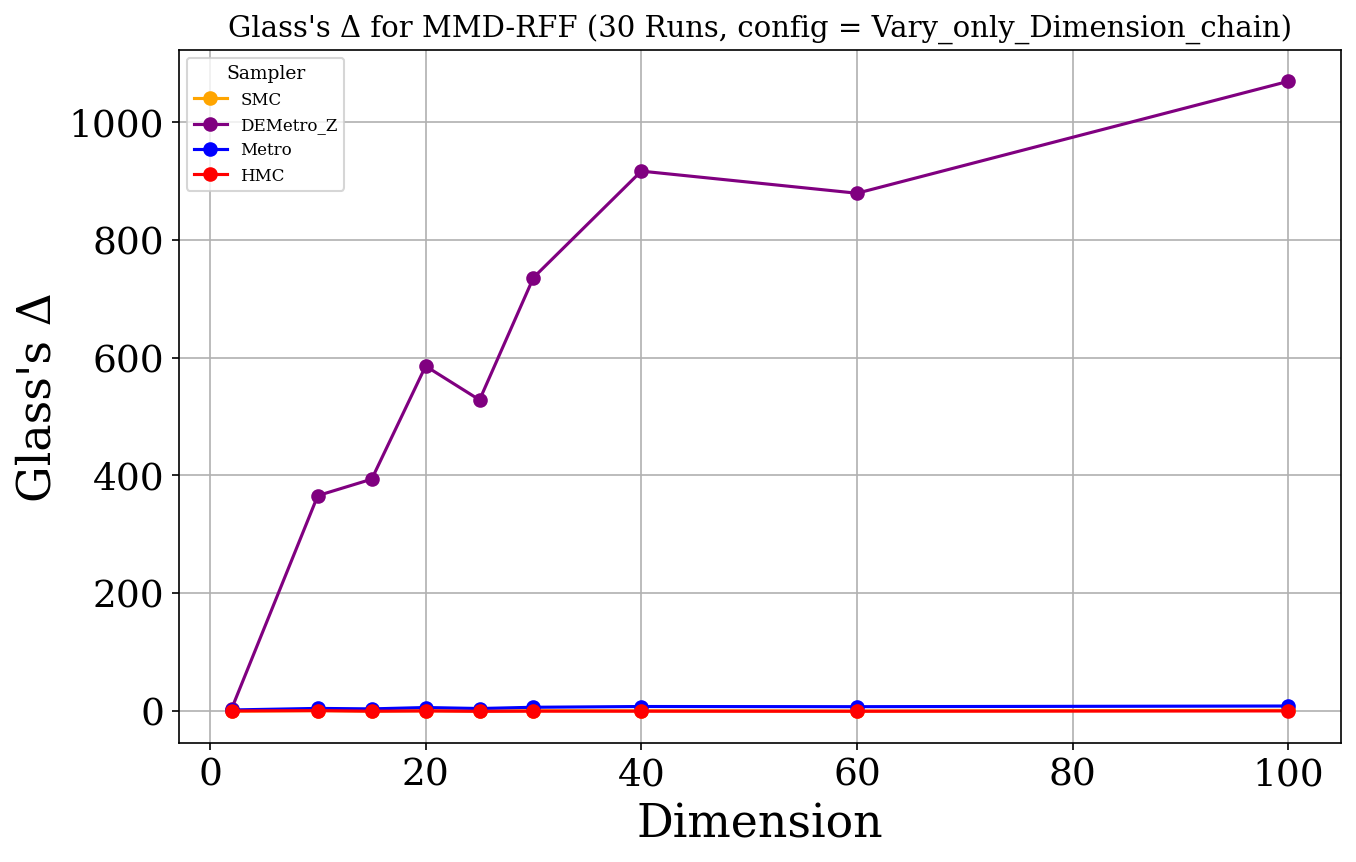 Glass's Δ for MMD-RFF (30 Runs, config = Vary_only_Dimension_chain)
Sampler
SMC
DEMetro_Z
Metro
HMC
Glass's Δ
1000
800
600
400
200
0
0 20 40 60 80 100
Dimension